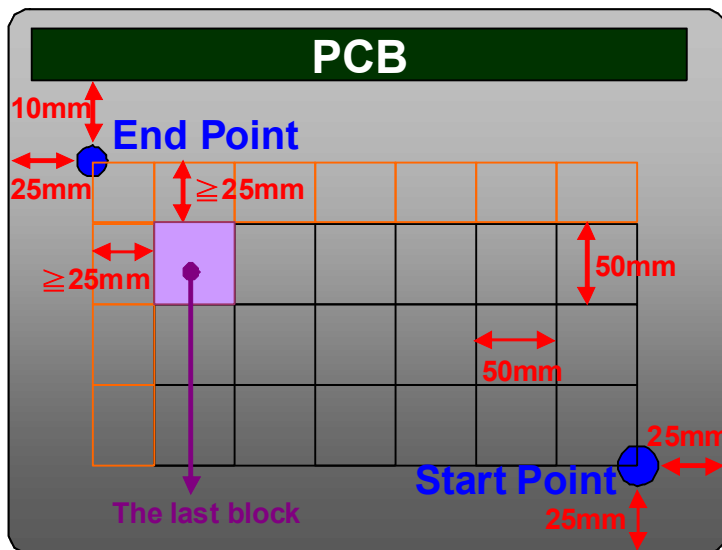 PCB
10mm
End Point
25mm
≧25mm
≧25mm
50mm
50mm
25mm
Start Point
The last block
25mm